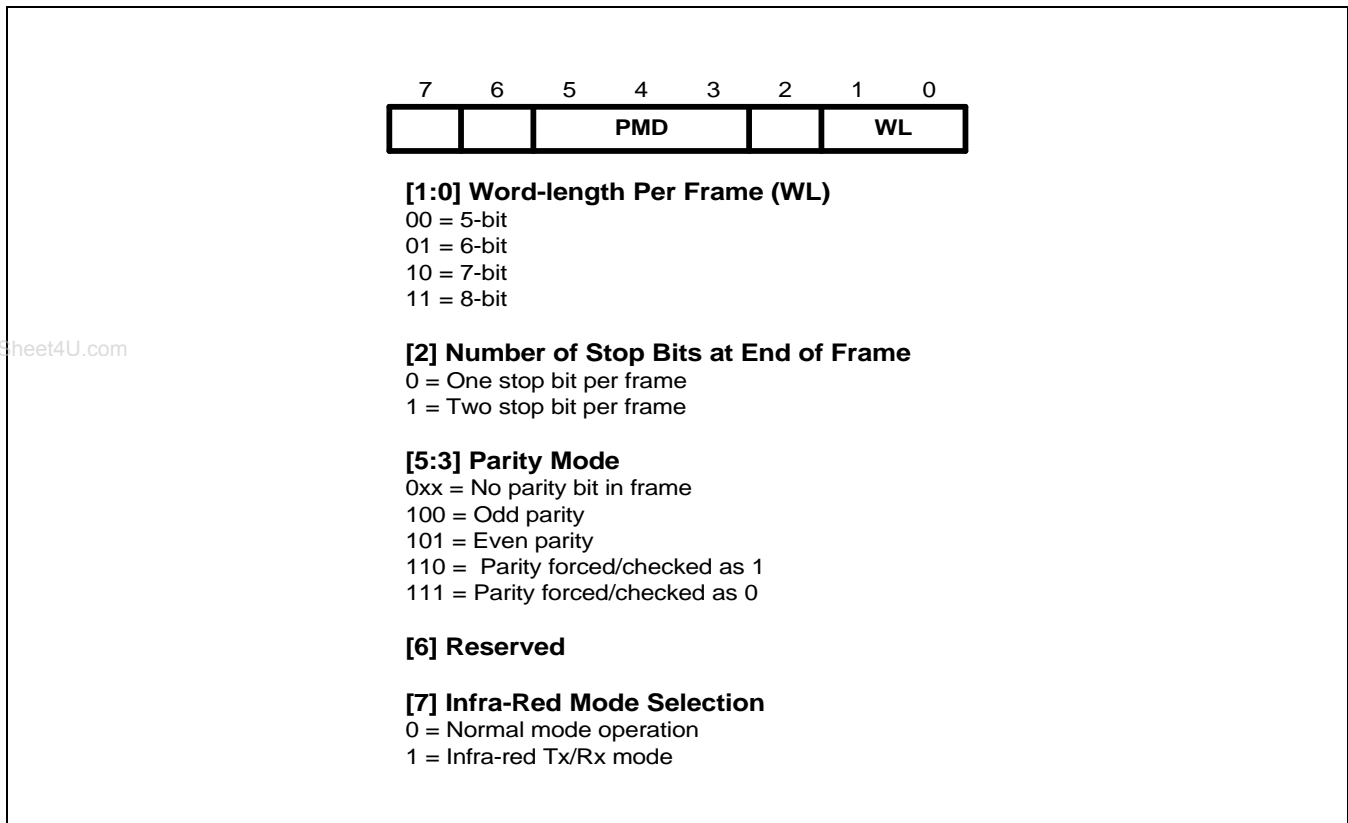 7 6 5 4 3 2 1 0
PMD WL
[1:0] Word-length Per Frame (WL)
00 = 5-bit
01 = 6-bit
10 = 7-bit
11 = 8-bit
Sheet4U.com
[2] Number of Stop Bits at End of Frame
0 = One stop bit per frame
1 = Two stop bit per frame
[5:3] Parity Mode
0xx = No parity bit in frame
100 = Odd parity
101 = Even parity
110 = Parity forced/checked as 1
111 = Parity forced/checked as 0
[6] Reserved
[7] Infra-Red Mode Selection
0 = Normal mode operation
1 = Infra-red Tx/Rx mode